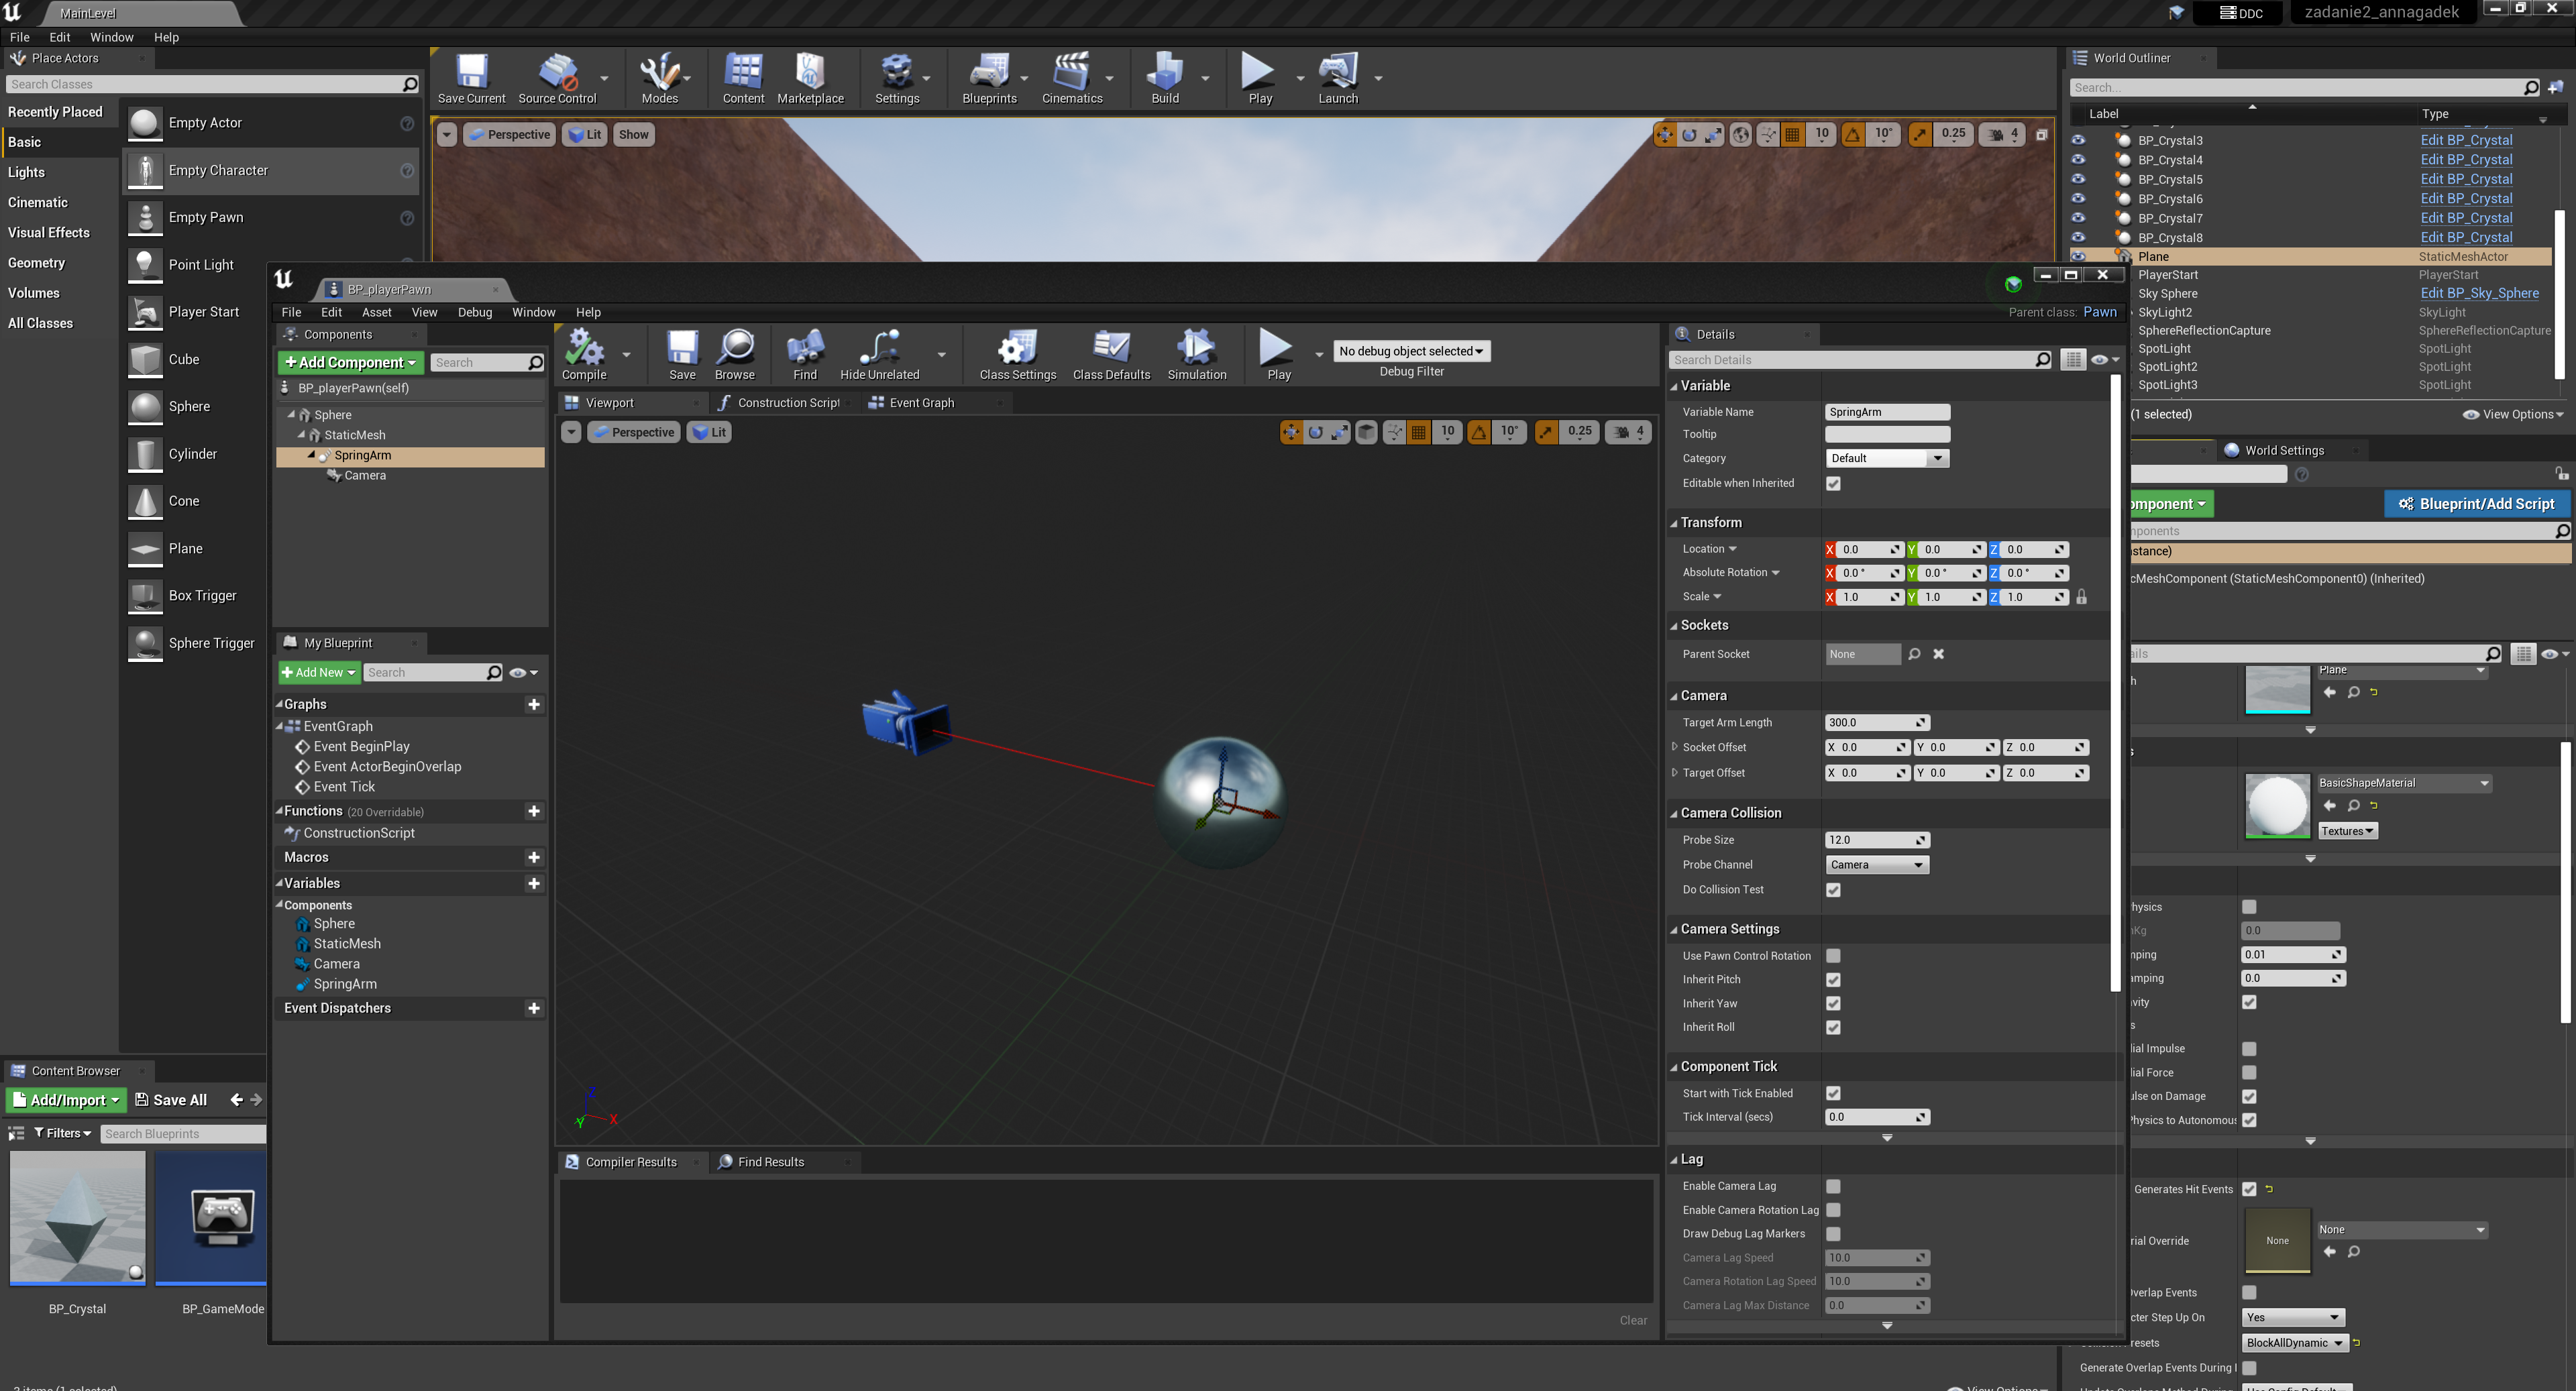 MainLevel
DDC
zadanie2_annagadek
File Edit Window Help
Place Actors
Search Classes
Recently Placed
Basic
Lights
Cinematic
Visual Effects
Geometry
Volumes
All Classes
Empty Actor
Empty Character
Empty Pawn
Point Light
Player Start
Cube
Sphere
Cylinder
Cone
Plane
Box Trigger
Sphere Trigger
Save Current
Source Control
Modes
Content
Marketplace
Settings
Blueprints
Cinematics
Build
Play
Launch
Perspective
Lit
Show
10
10°
0.25
4
World Outliner
Search...
Label Type
BP_Crystal3 Edit BP_Crystal
BP_Crystal4 Edit BP_Crystal
BP_Crystal5 Edit BP_Crystal
BP_Crystal6 Edit BP_Crystal
BP_Crystal7 Edit BP_Crystal
BP_Crystal8 Edit BP_Crystal
Plane StaticMeshActor
PlayerStart PlayerStart
Sky Sphere Edit BP_Sky_Sphere
SkyLight2 SkyLight
SphereReflectionCapture SphereReflectionCapture
SpotLight SpotLight
SpotLight2 SpotLight
SpotLight3 SpotLight
(1 selected)
View Options
BP_playerPawn
File Edit Asset View Debug Window Help
Parent class: Pawn
Components
+Add Component
Search
BP_playerPawn(self)
Sphere
StaticMesh
SpringArm
Camera
My Blueprint
+Add New
Search
Graphs
EventGraph
Event BeginPlay
Event ActorBeginOverlap
Event Tick
Functions (20 Overridable)
ConstructionScript
Macros
Variables
Components
Sphere
StaticMesh
Camera
SpringArm
Event Dispatchers
Compile
Save
Browse
Find
Hide Unrelated
Class Settings
Class Defaults
Simulation
Play
No debug object selected
Debug Filter
Viewport
Construction Script
Event Graph
Perspective
Lit
10
10°
0.25
4
Z
X
Y
Compiler Results
Find Results
Clear
Details
Search Details
Variable
Variable Name SpringArm
Tooltip
Category Default
Editable when Inherited
Transform
Location X 0.0 Y 0.0 Z 0.0
Absolute Rotation X 0.0 ° Y 0.0 ° Z 0.0 °
Scale X 1.0 Y 1.0 Z 1.0
Sockets
Parent Socket None
Camera
Target Arm Length 300.0
Socket Offset X 0.0 Y 0.0 Z 0.0
Target Offset X 0.0 Y 0.0 Z 0.0
Camera Collision
Probe Size 12.0
Probe Channel Camera
Do Collision Test
Camera Settings
Use Pawn Control Rotation
Inherit Pitch
Inherit Yaw
Inherit Roll
Component Tick
Start with Tick Enabled
Tick Interval (secs) 0.0
Lag
Enable Camera Lag
Enable Camera Rotation Lag
Draw Debug Lag Markers
Camera Lag Speed 10.0
Camera Rotation Lag Speed 10.0
Camera Lag Max Distance 0.0
World Settings
omponent
Blueprint/Add Script
ponents
stance)
cMeshComponent (StaticMeshComponent0) (Inherited)
ails
Plane
BasicShapeMaterial
Textures
hysics
nKg 0.0
mping 0.01
amping 0.0
avity
s
dial Impulse
dial Force
ulse on Damage
Physics to Autonomous
Generates Hit Events
None
None
rial Override
Overlap Events
cter Step Up On Yes
resets BlockAllDynamic
Generate Overlap Events During
Content Browser
Add/Import
Save All
Filters
Search Blueprints
BP_Crystal
BP_GameMode
3 items (1 selected)
View Options